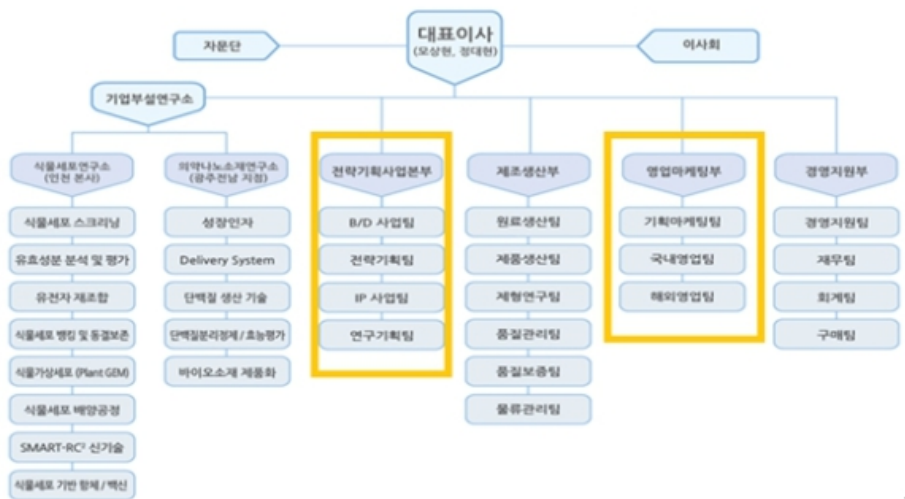 대표이사
(모상현, 정대현)
자문단
이사회
기업부설연구소
식물세포연구소
(인천 본사)
식물세포 스크리닝
유효성분 분석 및 평가
유전자 재조합
식물세포 뱅킹 및 동결보존
식물가상세포 (Plant GEM)
식물세포 배양공정
SMART-RC² 신기술
식물세포 기반 항체 / 백신
의약나노소재연구소
(광주전남 지점)
성장인자
Delivery System
단백질 생산 기술
단백질분리정제 / 효능평가
바이오소재 제품화
전략기획사업본부
B/D 사업팀
전략기획팀
IP 사업팀
연구기획팀
제조생산부
원료생산팀
제품생산팀
제형연구팀
품질관리팀
품질보증팀
물류관리팀
영업마케팅부
기획마케팅팀
국내영업팀
해외영업팀
경영지원부
경영지원팀
재무팀
회계팀
구매팀